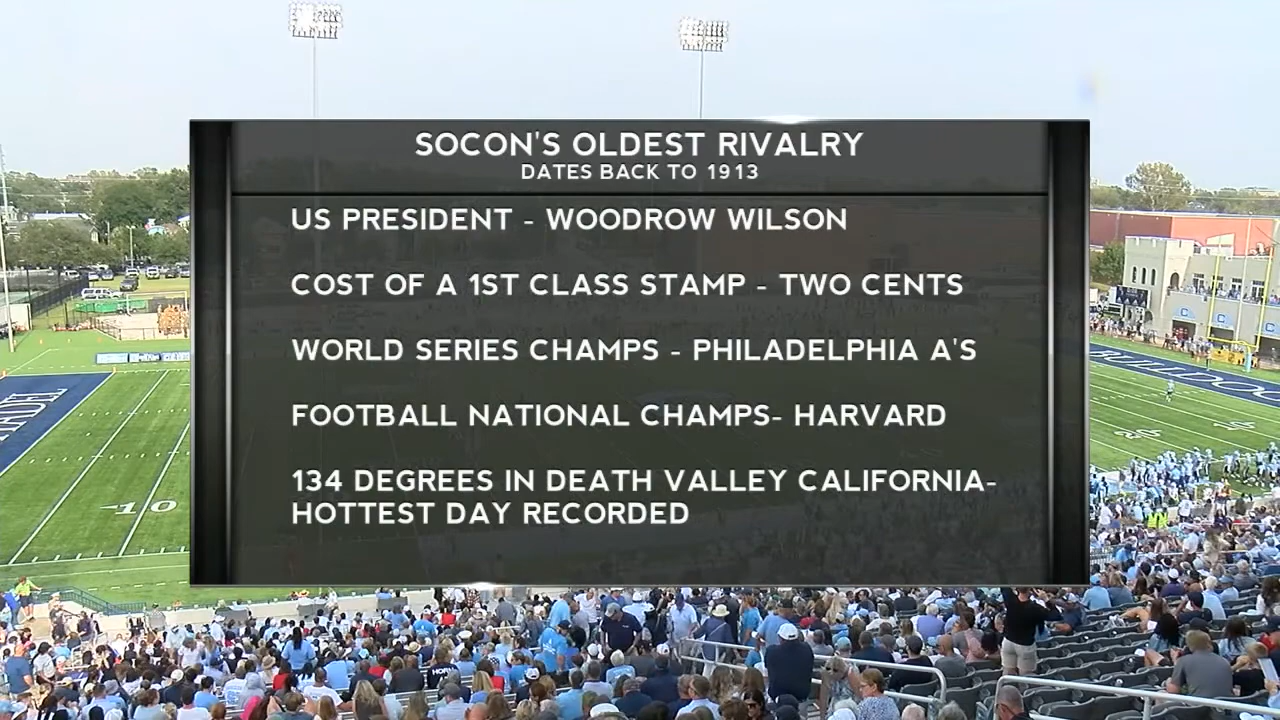 SOCON'S OLDEST RIVALRY
DATES BACK TO 1913
US PRESIDENT - WOODROW WILSON
COST OF A 1ST CLASS STAMP - TWO CENTS
WORLD SERIES CHAMPS - PHILADELPHIA A'S
FOOTBALL NATIONAL CHAMPS- HARVARD
134 DEGREES IN DEATH VALLEY CALIFORNIA-
HOTTEST DAY RECORDED
10